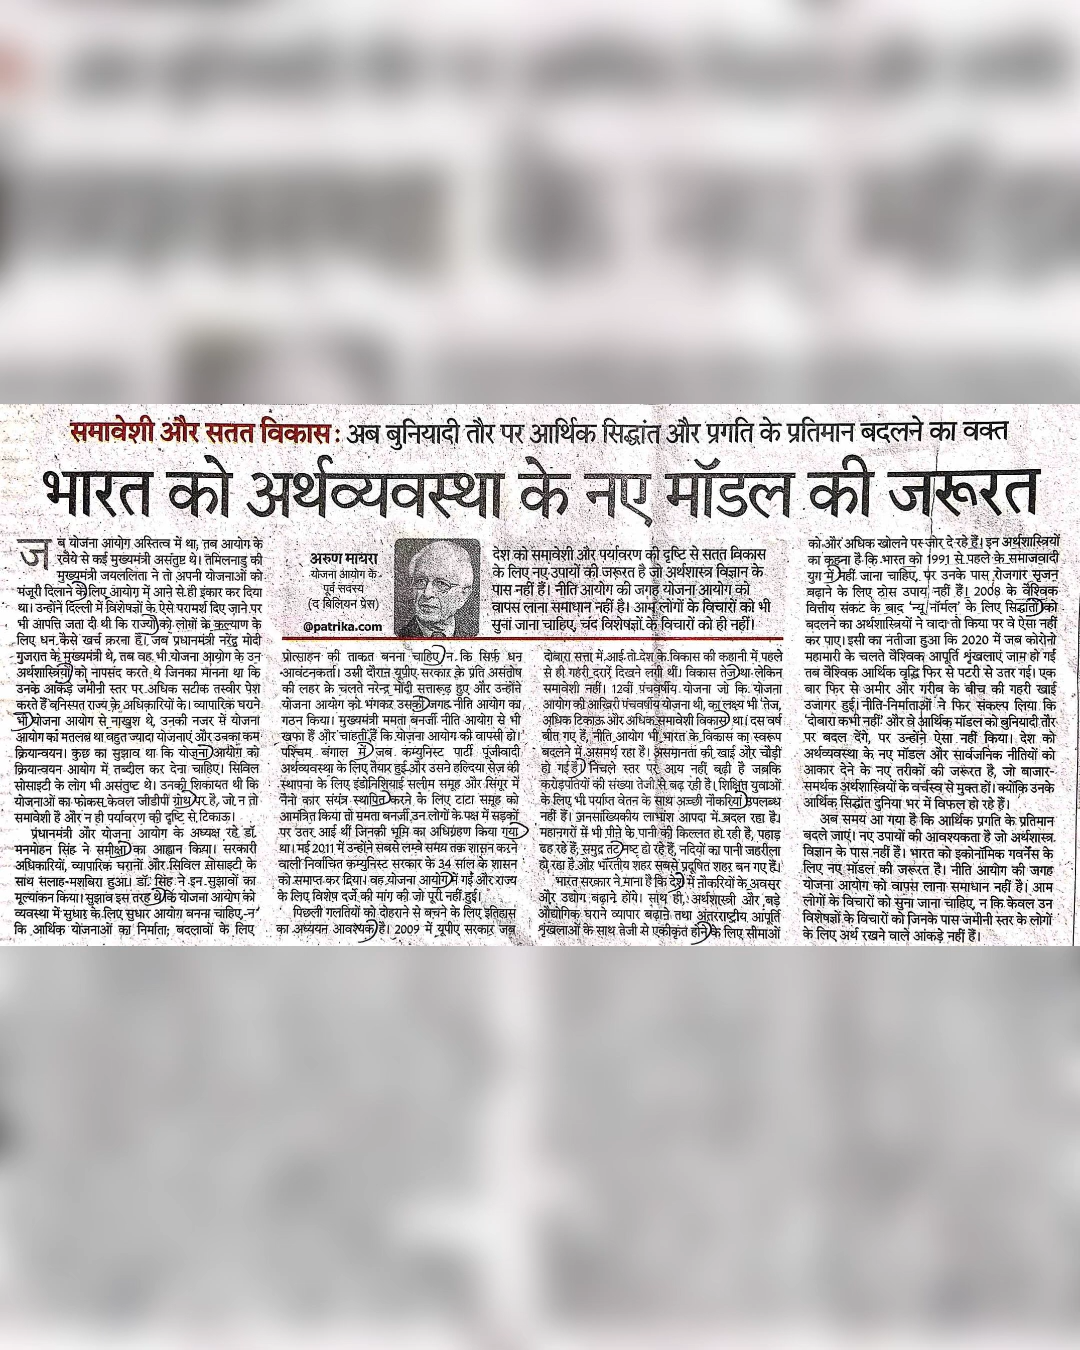 समावेशी और सतत विकास: अब बुनियादी तौर पर आर्थिक सिद्धांत और प्रगति के प्रतिमान बदलने का वक्त
भारत को अर्थव्यवस्था के नए मॉडल की जरूरत
जब योजना आयोग अस्तित्व में था, तब आयोग के
रवैये से कई मुख्यमंत्री असंतुष्ट थे। तमिलनाडु की
मुख्यमंत्री जयललिता ने तो अपनी योजनाओं को
मंजूरी दिलाने के लिए आयोग में आने से ही इंकार कर दिया
था। उन्होंने दिल्ली में विशेषज्ञों के ऐसे परामर्श दिए जाने पर
भी आपत्ति जता दी थी कि राज्यों को लोगों के कल्याण के
लिए धन कैसे खर्च करना है। जब प्रधानमंत्री नरेंद्र मोदी
गुजरात के मुख्यमंत्री थे, तब वह भी योजना आयोग के उन
अर्थशास्त्रियों को नापसंद करते थे जिनका मानना था कि
उनके आंकड़े जमीनी स्तर पर अधिक सटीक तस्वीर पेश
करते हैं बनिस्पत राज्य के अधिकारियों के। व्यापारिक घराने
भी योजना आयोग से नाखुश थे, उनकी नजर में योजना
आयोग का मतलब था बहुत ज्यादा योजनाएं और उनका कम
क्रियान्वयन। कुछ का सुझाव था कि योजना आयोग को
क्रियान्वयन आयोग में तब्दील कर देना चाहिए। सिविल
सोसाइटी के लोग भी असंतुष्ट थे। उनकी शिकायत थी कि
योजनाओं का फोकस केवल जीडीपी ग्रोथ पर है, जो न तो
समावेशी है और न ही पर्यावरण की दृष्टि से टिकाऊ।
प्रधानमंत्री और योजना आयोग के अध्यक्ष रहे डॉ.
मनमोहन सिंह ने समीक्षा का आह्वान किया। सरकारी
अधिकारियों, व्यापारिक घरानों और सिविल सोसाइटी के
साथ सलाह-मशविरा हुआ। डॉ. सिंह ने इन सुझावों का
मूल्यांकन किया। सुझाव इस तरह थे कि योजना आयोग को
व्यवस्था में सुधार के लिए सुधार आयोग बनना चाहिए, न
कि आर्थिक योजनाओं का निर्माता; बदलावों के लिए
अरुण मायरा
योजना आयोग के
पूर्व सदस्य
(द बिलियन प्रेस)
@patrika.com
देश को समावेशी और पर्यावरण की दृष्टि से सतत विकास
के लिए नए उपायों की जरूरत है जो अर्थशास्त्र विज्ञान के
पास नहीं हैं। नीति आयोग की जगह योजना आयोग को
वापस लाना समाधान नहीं है। आम लोगों के विचारों को भी
सुना जाना चाहिए, चंद विशेषज्ञों के विचारों को ही नहीं।
प्रोत्साहन की ताकत बनना चाहिए, न कि सिर्फ धन
आवंटनकर्ता। उसी दौरान यूपीए सरकार के प्रति असंतोष
की लहर के चलते नरेन्द्र मोदी सत्तारूढ़ हुए और उन्होंने
योजना आयोग को भंगकर उसकी जगह नीति आयोग का
गठन किया। मुख्यमंत्री ममता बनर्जी नीति आयोग से भी
खफा हैं और चाहती हैं कि योजना आयोग की वापसी हो।
पश्चिम बंगाल में जब कम्युनिस्ट पार्टी पूंजीवादी
अर्थव्यवस्था के लिए तैयार हुई और उसने हल्दिया सेज की
स्थापना के लिए इंडोनेशियाई सलीम समूह और सिंगूर में
नैनो कार संयंत्र स्थापित करने के लिए टाटा समूह को
आमंत्रित किया तो ममता बनर्जी उन लोगों के पक्ष में सड़कों
पर उतर आई थीं जिनकी भूमि का अधिग्रहण किया गया
था। मई 2011 में उन्होंने सबसे लम्बे समय तक शासन करने
वाली निर्वाचित कम्युनिस्ट सरकार के 34 साल के शासन
को समाप्त कर दिया। वह योजना आयोग में गईं और राज्य
के लिए विशेष दर्जे की मांग की जो पूरी नहीं हुई।
पिछली गलतियों को दोहराने से बचने के लिए इतिहास
का अध्ययन आवश्यक है। 2009 में यूपीए सरकार जब
दोबारा सत्ता में आई तो देश के विकास की कहानी में पहले
से ही गहरी दरारें दिखने लगी थीं। विकास तेज था लेकिन
समावेशी नहीं। 12वीं पंचवर्षीय योजना जो कि योजना
आयोग की आखिरी पंचवर्षीय योजना थी, का लक्ष्य भी 'तेज,
अधिक टिकाऊ और अधिक समावेशी विकास' था। दस वर्ष
बीत गए हैं, नीति आयोग भी भारत के विकास का स्वरूप
बदलने में असमर्थ रहा है। असमानता की खाई और चौड़ी
हो गई है। निचले स्तर पर आय नहीं बढ़ी है जबकि
करोड़पतियों की संख्या तेजी से बढ़ रही है। शिक्षित युवाओं
के लिए भी पर्याप्त वेतन के साथ अच्छी नौकरियां उपलब्ध
नहीं हैं। जनसांख्यिकीय लाभांश आपदा में बदल रहा है।
महानगरों में भी पीने के पानी की किल्लत हो रही है, पहाड़
ढह रहे हैं, समुद्र तट नष्ट हो रहे हैं, नदियों का पानी जहरीला
हो रहा है और भारतीय शहर सबसे प्रदूषित शहर बन गए हैं।
भारत सरकार ने माना है कि देश में नौकरियों के अवसर
और उद्योग बढ़ाने होंगे। साथ ही, अर्थशास्त्री और बड़े
औद्योगिक घराने व्यापार बढ़ाने तथा अंतरराष्ट्रीय आपूर्ति
शृंखलाओं के साथ तेजी से एकीकृत होने के लिए सीमाओं
को और अधिक खोलने पर जोर दे रहे हैं। इन अर्थशास्त्रियों
का कहना है कि भारत को 1991 से पहले के समाजवादी
युग में नहीं जाना चाहिए, पर उनके पास रोजगार सृजन
बढ़ाने के लिए ठोस उपाय नहीं हैं। 2008 के वैश्विक
वित्तीय संकट के बाद 'न्यू नॉर्मल' के लिए सिद्धांतों को
बदलने का अर्थशास्त्रियों ने वादा तो किया पर वे ऐसा नहीं
कर पाए। इसी का नतीजा हुआ कि 2020 में जब कोरोना
महामारी के चलते वैश्विक आपूर्ति शृंखलाएं जाम हो गईं
तब वैश्विक आर्थिक वृद्धि फिर से पटरी से उतर गई। एक
बार फिर से अमीर और गरीब के बीच की गहरी खाई
उजागर हुई। नीति-निर्माताओं ने फिर संकल्प लिया कि
'दोबारा कभी नहीं' और वे आर्थिक मॉडल को बुनियादी तौर
पर बदल देंगे, पर उन्होंने ऐसा नहीं किया। देश को
अर्थव्यवस्था के नए मॉडल और सार्वजनिक नीतियों को
आकार देने के नए तरीकों की जरूरत है, जो बाजार-
समर्थक अर्थशास्त्रियों के वर्चस्व से मुक्त हों। क्योंकि उनके
आर्थिक सिद्धांत दुनिया भर में विफल हो रहे हैं।
अब समय आ गया है कि आर्थिक प्रगति के प्रतिमान
बदले जाएं। नए उपायों की आवश्यकता है जो अर्थशास्त्र
विज्ञान के पास नहीं हैं। भारत को इकोनॉमिक गवर्नेंस के
लिए नए मॉडल की जरूरत है। नीति आयोग की जगह
योजना आयोग को वापस लाना समाधान नहीं है। आम
लोगों के विचारों को सुना जाना चाहिए, न कि केवल उन
विशेषज्ञों के विचारों को जिनके पास जमीनी स्तर के लोगों
के लिए अर्थ रखने वाले आंकड़े नहीं हैं।